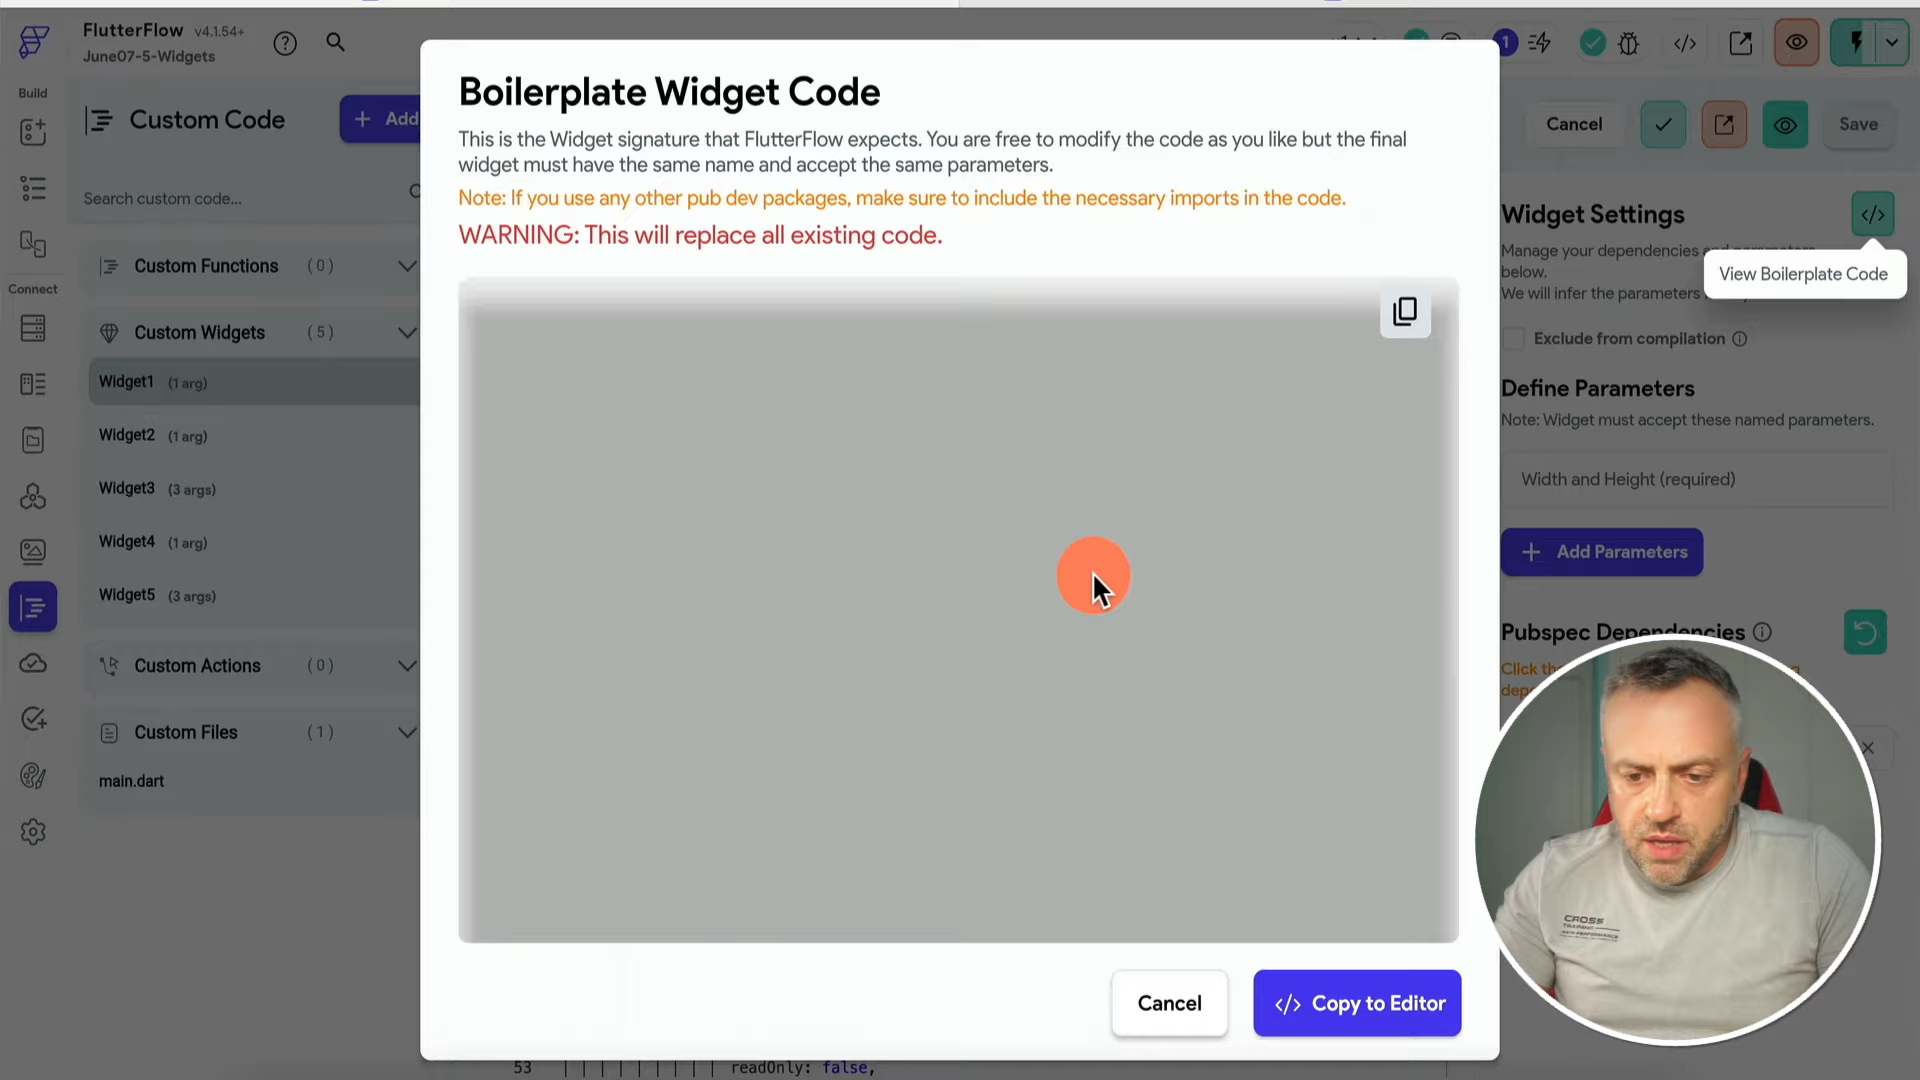 FlutterFlow v4.1.54+
June07-5-Widgets
1
Build
Connect
Custom Code
+ Add
Search custom code...
Custom Functions (0)
Custom Widgets (5)
Widget1 (1 arg)
Widget2 (1 arg)
Widget3 (3 args)
Widget4 (1 arg)
Widget5 (3 args)
Custom Actions (0)
Custom Files (1)
main.dart
Boilerplate Widget Code
This is the Widget signature that FlutterFlow expects. You are free to modify the code as you like but the final
widget must have the same name and accept the same parameters.
Note: If you use any other pub dev packages, make sure to include the necessary imports in the code.
WARNING: This will replace all existing code.
Cancel
</> Copy to Editor
53 readOnly: false,
Cancel
Save
Widget Settings
Manage your dependencies and parameters
below.
We will infer the parameters
View Boilerplate Code
Exclude from compilation
Define Parameters
Note: Widget must accept these named parameters.
Width and Height (required)
+ Add Parameters
Pubspec Dependencies
Click the
CROSS
TRAINING